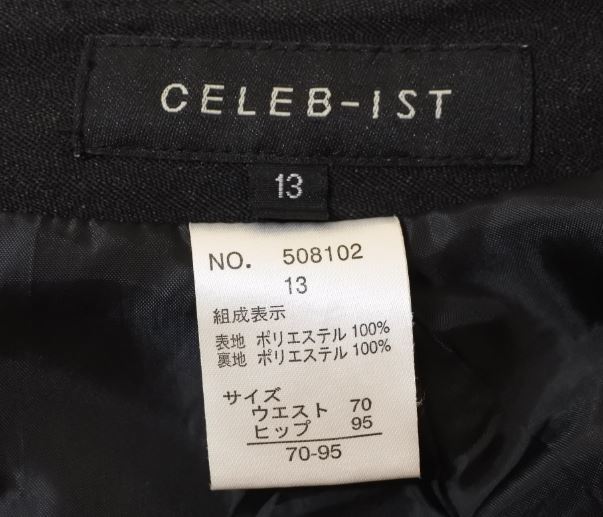 CELEB-IST
13
NO. 508102
13
組成表示
表地 ポリエステル 100%
裏地 ポリエステル 100%
サイズ
ウエスト 70
ヒップ 95
70-95